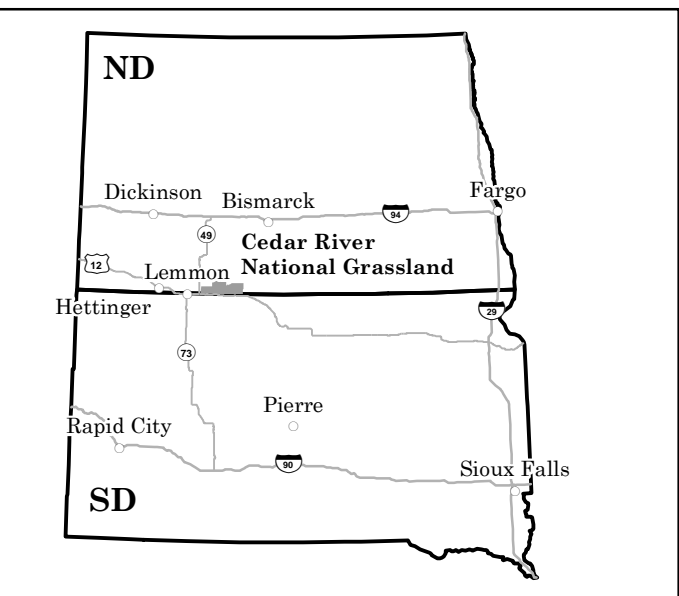 ND
Dickinson
Bismarck
Fargo
94
49
Cedar River
National Grassland
12
Lemmon
Hettinger
29
73
Pierre
Rapid City
90
Sioux Falls
SD